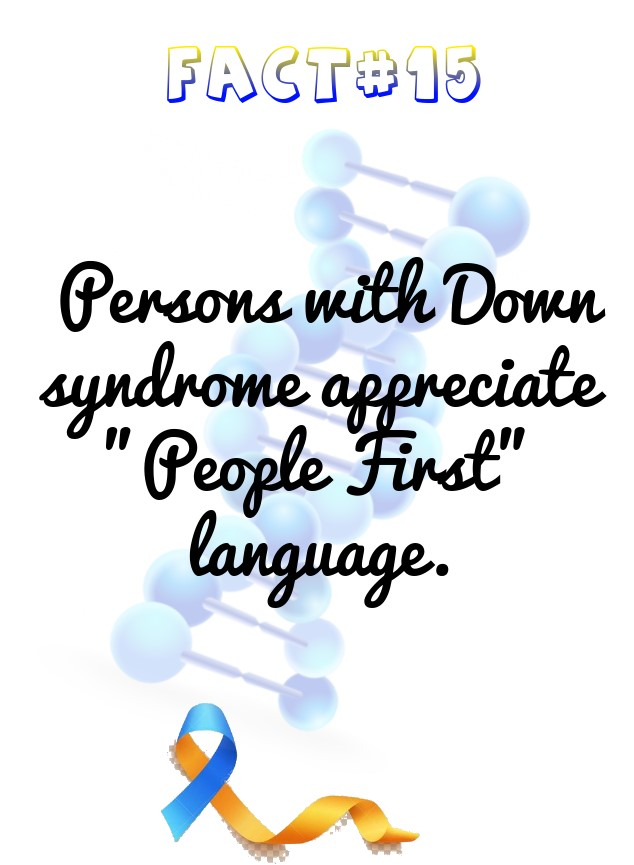 FACT#15
Persons with Down
syndrome appreciate
" People First"
language.